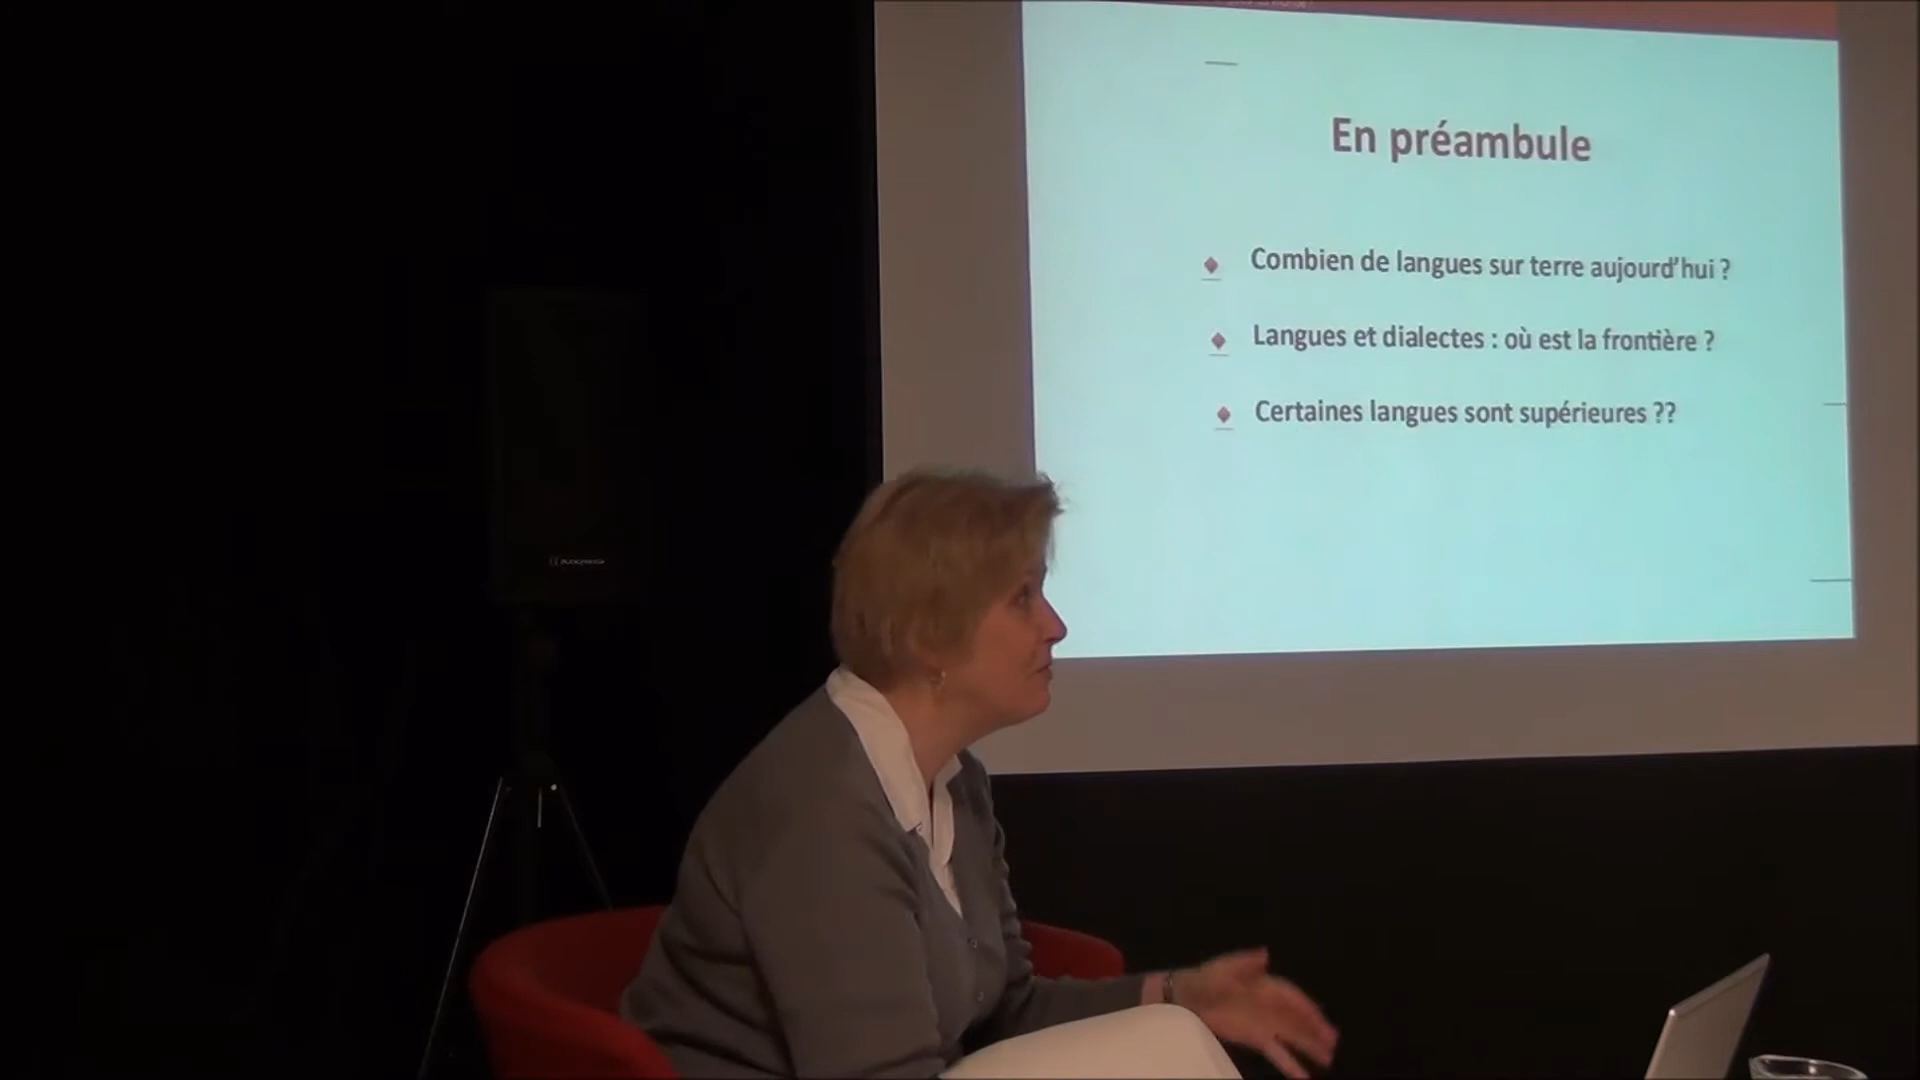 En préambule
Combien de langues sur terre aujourd'hui ?
Langues et dialectes : où est la frontière ?
Certaines langues sont supérieures ??